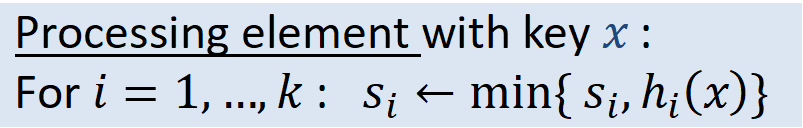 Processing element with key x :
For i = 1, …, k :  sᵢ ← min{ sᵢ, hᵢ(x)}